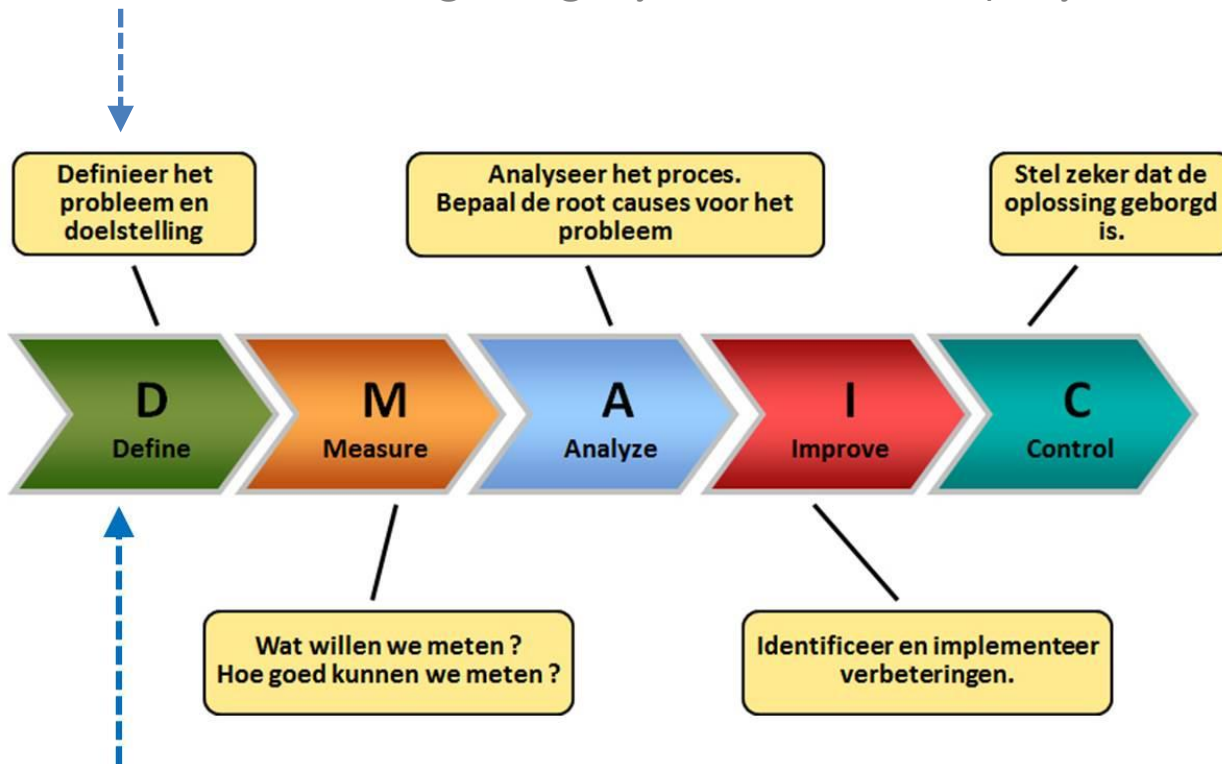 Definieer het
probleem en
doelstelling
Analyseer het proces.
Bepaal de root causes voor het
probleem
Stel zeker dat de
oplossing geborgd
is.
D
Define
M
Measure
A
Analyze
I
Improve
C
Control
Wat willen we meten ?
Hoe goed kunnen we meten ?
Identificeer en implementeer
verbeteringen.